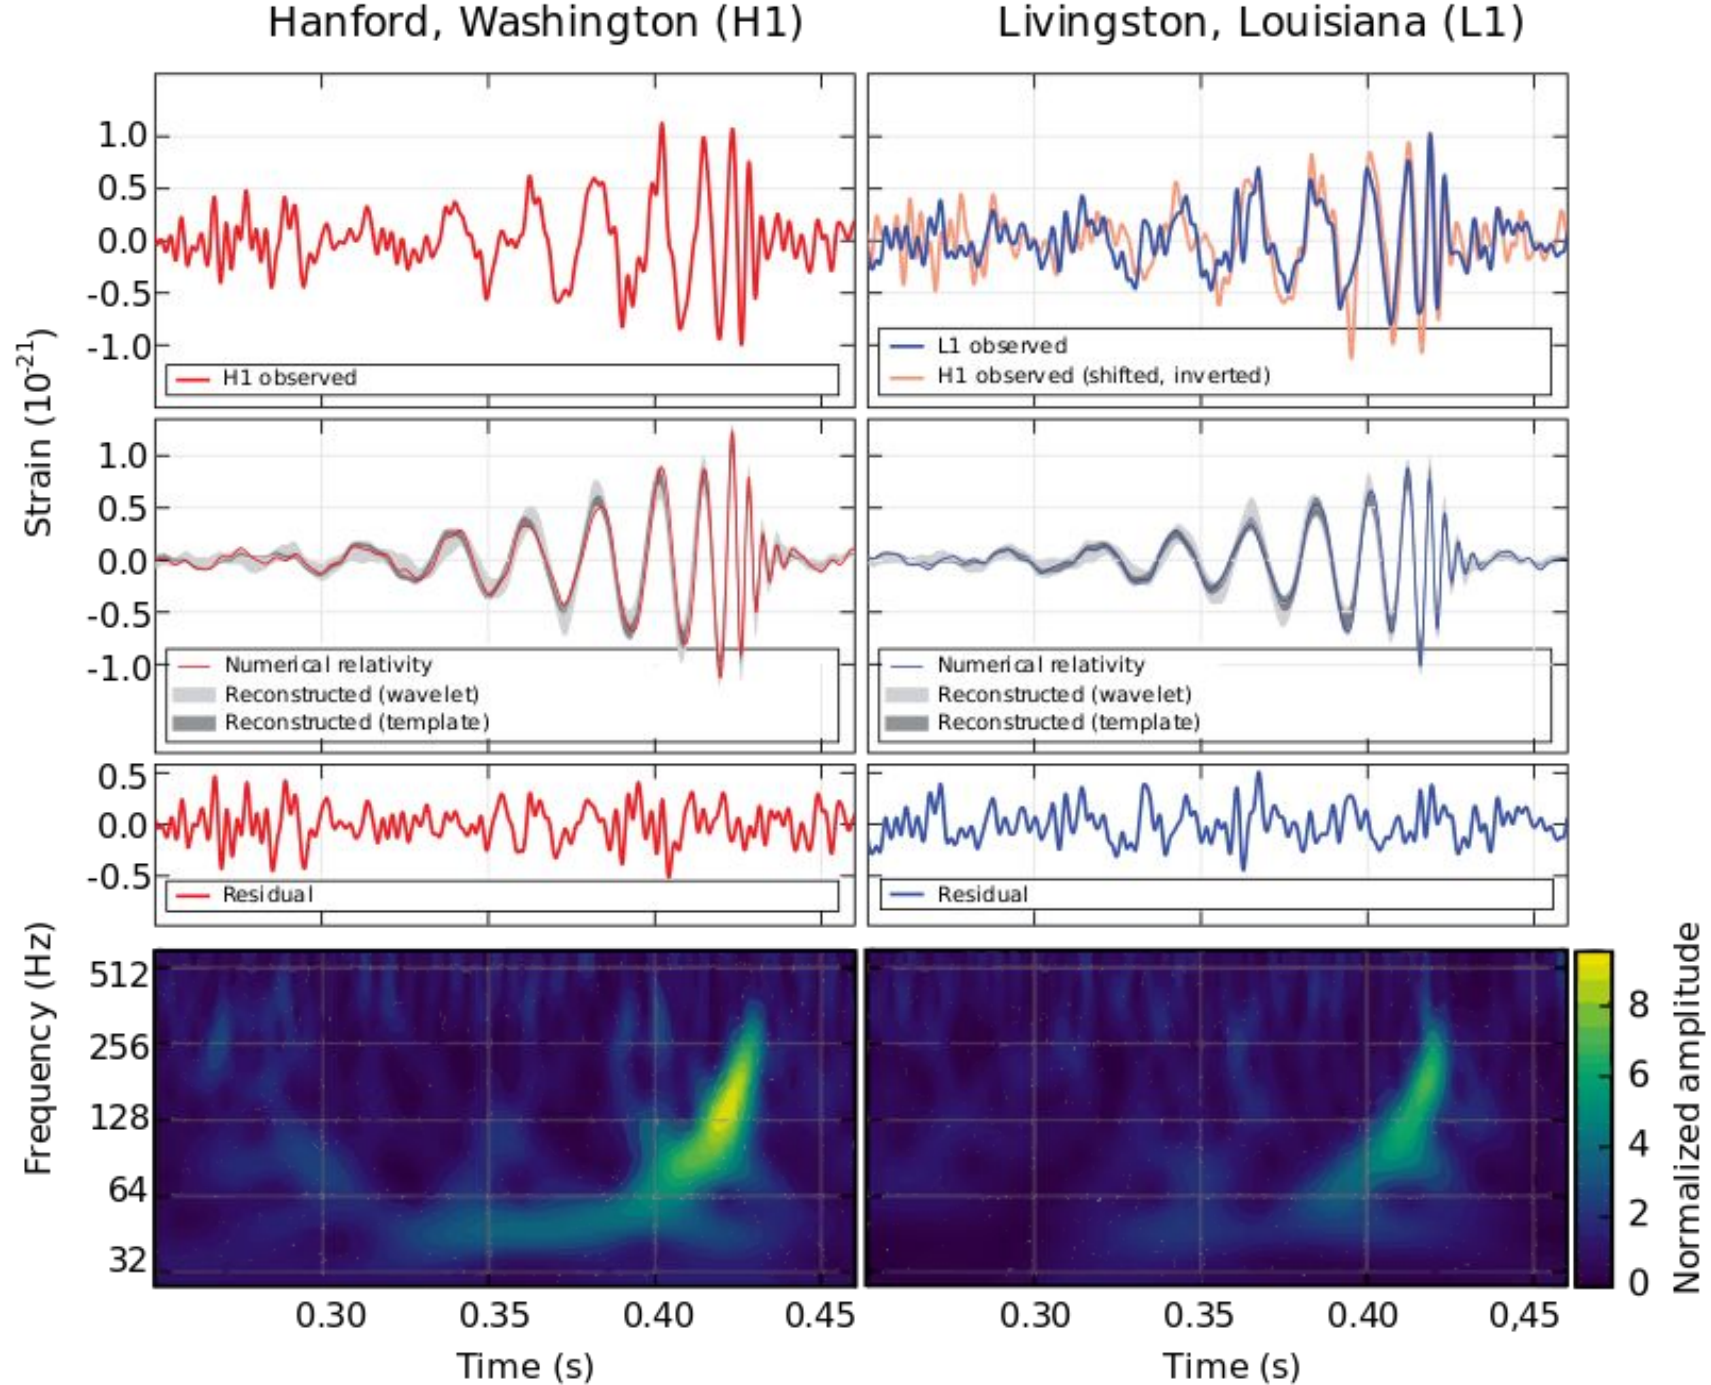 Hanford, Washington (H1)
Livingston, Louisiana (L1)
Strain (10-21)
1.0
0.5
0.0
-0.5
-1.0
H1 observed
L1 observed
H1 observed (shifted, inverted)
1.0
0.5
0.0
-0.5
-1.0
Numerical relativity
Reconstructed (wavelet)
Reconstructed (template)
Numerical relativity
Reconstructed (wavelet)
Reconstructed (template)
0.5
0.0
-0.5
Residual
Residual
Frequency (Hz)
512
256
128
64
32
8
6
4
2
0
Normalized amplitude
0.30 0.35 0.40 0.45
0.30 0.35 0.40 0,45
Time (s)
Time (s)